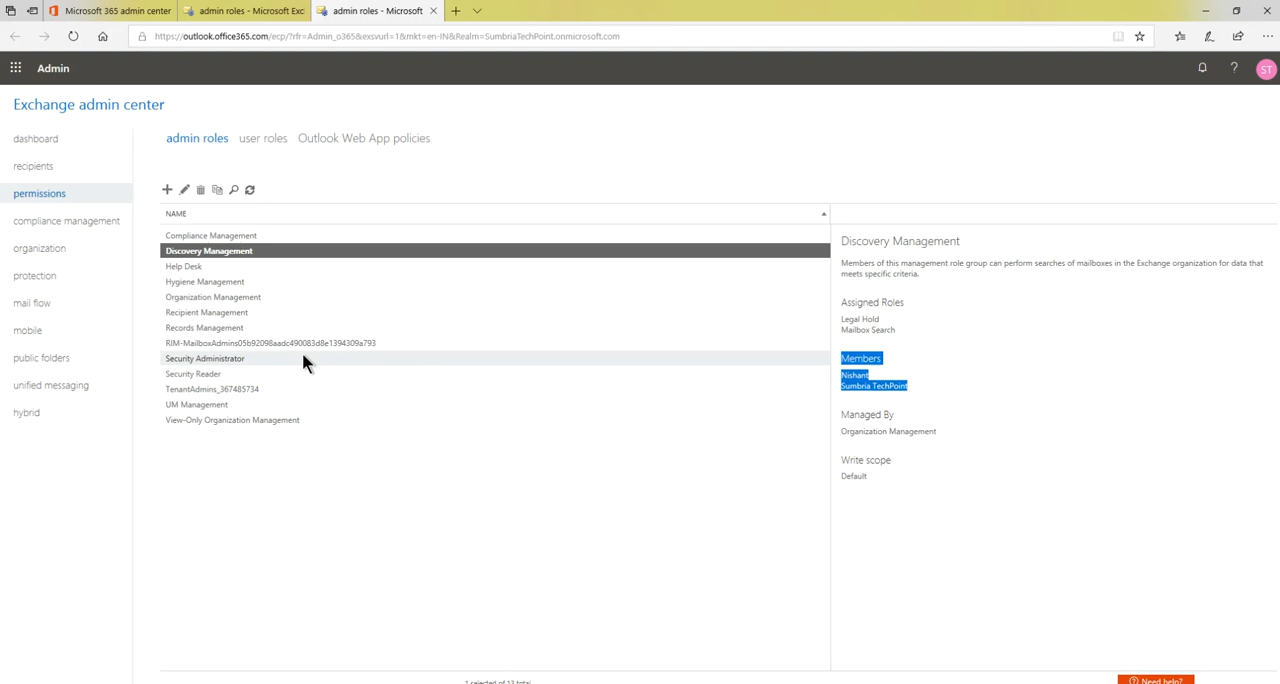 Microsoft 365 admin center
admin roles - Microsoft Exc
admin roles - Microsoft
https://outlook.office365.com/ecp/?rfr=Admin_o365&exsvurl=1&mkt=en-IN&Realm=SumbriaTechPoint.onmicrosoft.com
Admin
?
ST
Exchange admin center
dashboard
recipients
permissions
compliance management
organization
protection
mail flow
mobile
public folders
unified messaging
hybrid
admin roles user roles Outlook Web App policies
NAME
Compliance Management
Discovery Management
Help Desk
Hygiene Management
Organization Management
Recipient Management
Records Management
RIM-MailboxAdmins05b92098aadc490083d8e1394309a793
Security Administrator
Security Reader
TenantAdmins_367485734
UM Management
View-Only Organization Management
Discovery Management
Members of this management role group can perform searches of mailboxes in the Exchange organization for data that
meets specific criteria.
Assigned Roles
Legal Hold
Mailbox Search
Members
Nishant
Sumbria TechPoint
Managed By
Organization Management
Write scope
Default
1 selected of 13 total
Need help?